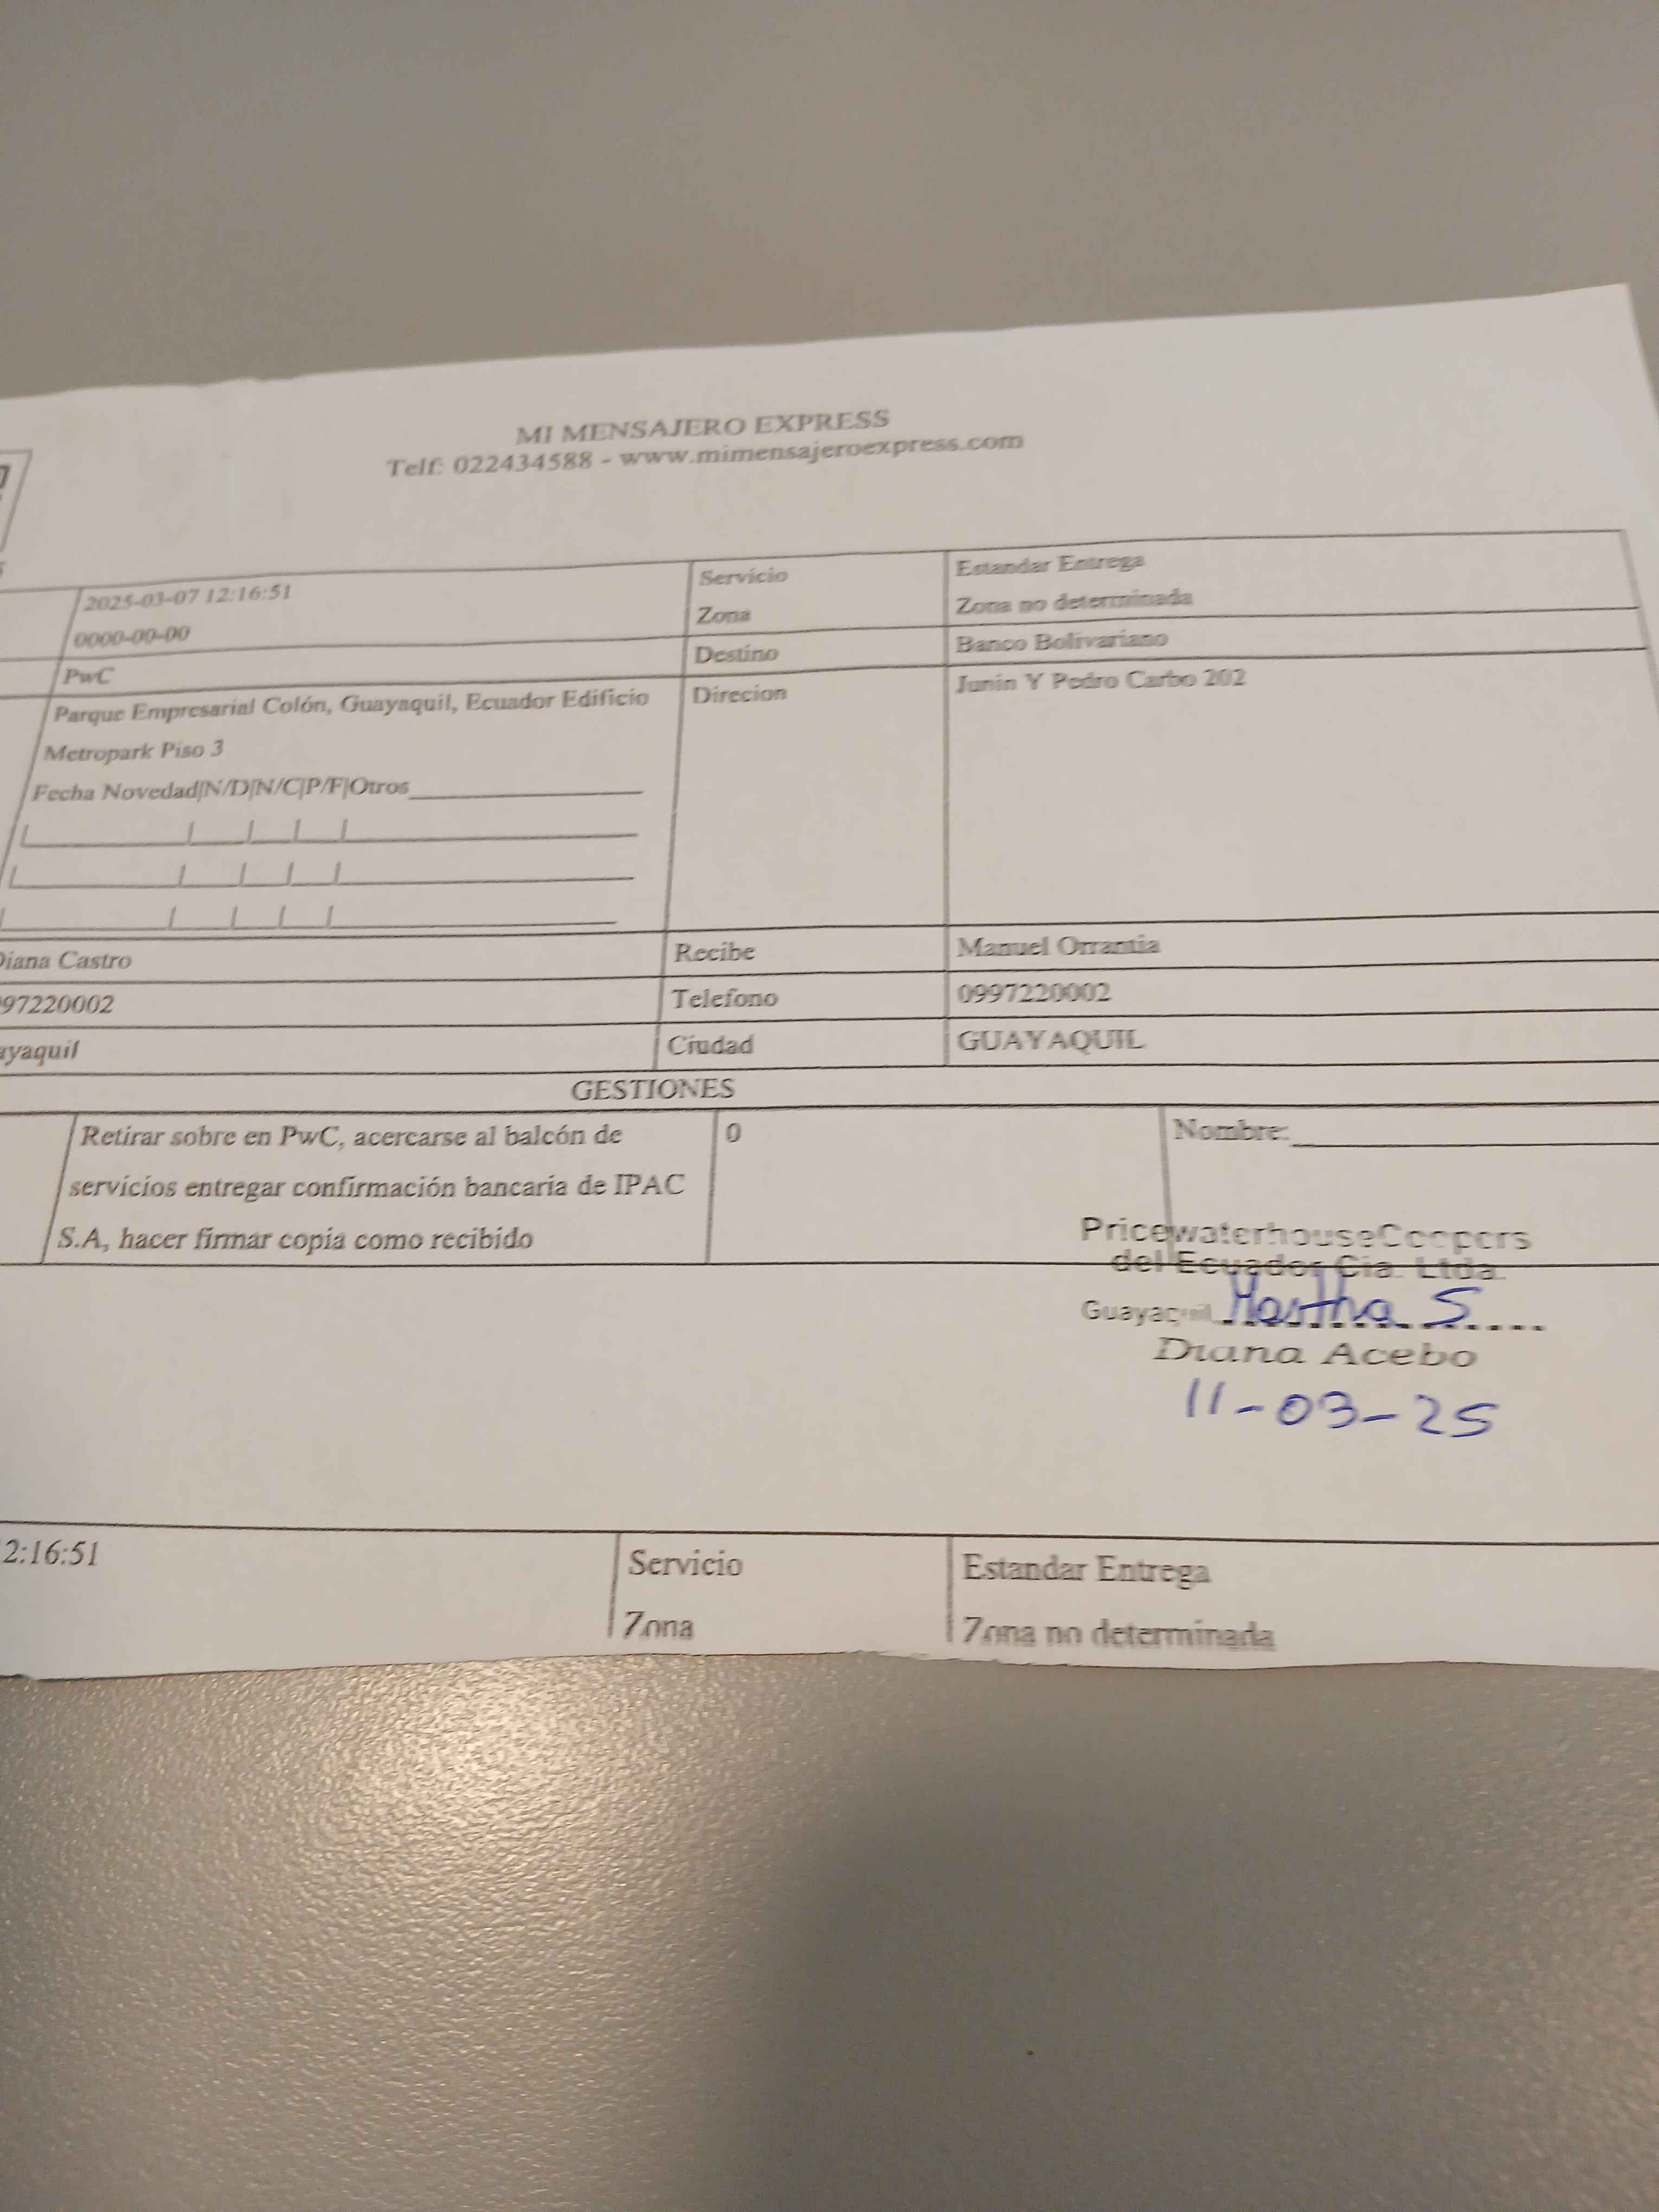 MI MENSAJERO EXPRESS
Telf: 022434588 - www.mimensajeroexpress.com
2025-03-07 12:16:51 Servicio Estandar Entrega
0000-00-00 Zona Zona no determinada
PwC Destino Banco Bolivariano
Parque Empresarial Colón, Guayaquil, Ecuador Edificio Direcion Junin Y Pedro Carbo 202
Metropark Piso 3
Fecha Novedad|N/D|N/C|P/F|Otros
Diana Castro Recibe Manuel Orrantia
97220002 Telefono 0997220002
ayaquil Ciudad GUAYAQUIL
GESTIONES
Retirar sobre en PwC, acercarse al balcón de 0 Nombre:
servicios entregar confirmación bancaria de IPAC
S.A, hacer firmar copia como recibido
PricewaterhouseCoopers
del Ecuador Cia. Ltda.
Guayaquil Martha S
Diana Acebo
11-03-25
2:16:51 Servicio Estandar Entrega
Zona Zona no determinada